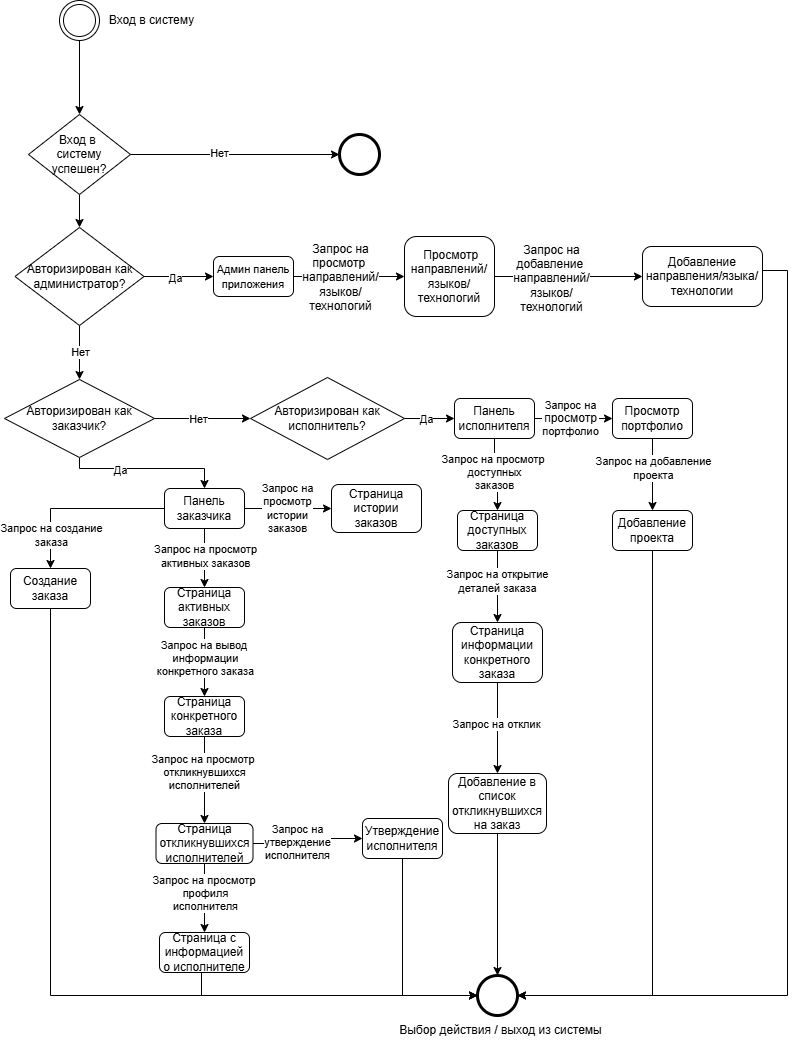 Вход в систему
Вход в
систему
успешен?
Нет
Авторизирован как
администратор?
Да
Админ панель
приложения
Запрос на
просмотр
направлений/
языков/
технологий
Просмотр
направлений/
языков/
технологий
Запрос на
добавление
направлений/
языков/
технологий
Добавление
направления/языка/
технологии
Нет
Авторизирован как
заказчик?
Нет
Авторизирован как
исполнитель?
Да
Панель
исполнителя
Запрос на
просмотр
портфолио
Просмотр
портфолио
Да
Запрос на просмотр
доступных
заказов
Запрос на добавление
проекта
Панель
заказчика
Запрос на
просмотр
истории
заказов
Страница
истории
заказов
Страница
доступных
заказов
Добавление
проекта
Запрос на создание
заказа
Запрос на просмотр
активных заказов
Создание
заказа
Страница
активных
заказов
Запрос на открытие
деталей заказа
Запрос на вывод
информации
конкретного заказа
Страница
информации
конкретного
заказа
Страница
конкретного
заказа
Запрос на отклик
Запрос на просмотр
откликнувшихся
исполнителей
Добавление в
список
откликнувшихся
на заказ
Страница
откликнувшихся
исполнителей
Запрос на
утверждение
исполнителя
Утверждение
исполнителя
Запрос на просмотр
профиля
исполнителя
Страница с
информацией
о исполнителе
Выбор действия / выход из системы